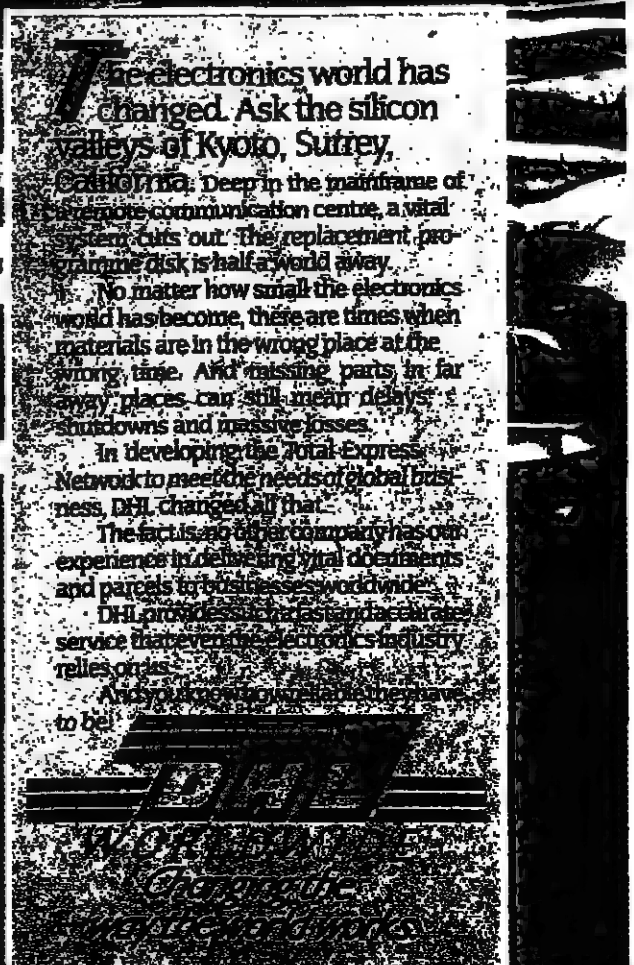 The electronics world has
changed. Ask the silicon
valleys of Kyoto, Surrey,
California. Deep in the mainframe of
a remote communication centre, a vital
system cuts out. The replacement pro-
gramme disk is half a world away.
No matter how small the electronics
world has become, there are times when
materials are in the wrong place at the
wrong time. And missing parts, in far
away places can still mean delays,
shutdowns and massive losses.
In developing the Total Express
Network to meet the needs of global busi-
ness, DHL changed all that.
The fact is, no other company has our
experience in delivering vital documents
and parcels to businesses worldwide.
DHL provides such fast and accurate
service that even the electronics industry
relies on us.
And you know how reliable they have
to be!
DHL
WORLDWIDE
Changing the
way the world works.